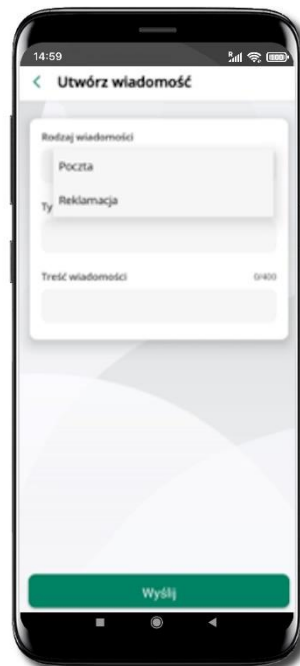 14:59
Utwórz wiadomość
Rodzaj wiadomości
Poczta
Reklamacja
Ty
Treść wiadomości 0/400
Wyślij